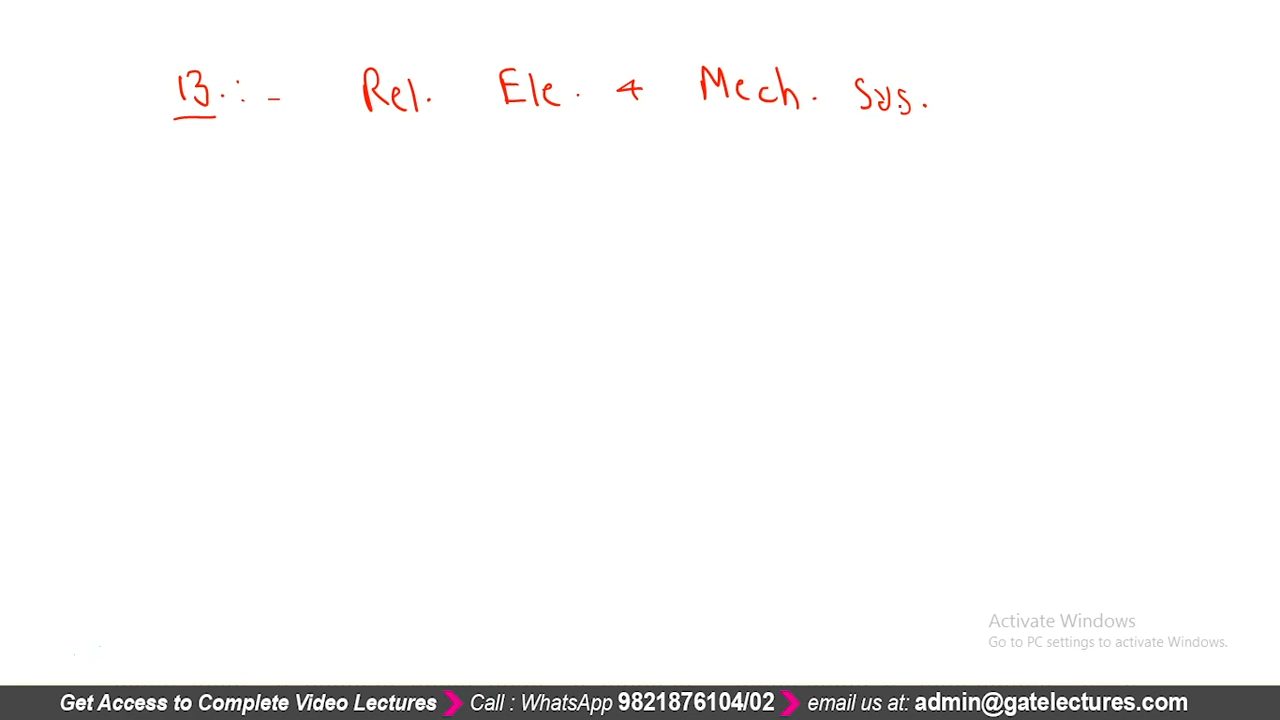 13. :- Rel. Ele. & Mech. Sys.
Activate Windows
Go to PC settings to activate Windows.
Get Access to Complete Video Lectures Call : WhatsApp 9821876104/02 email us at: admin@gatelectures.com